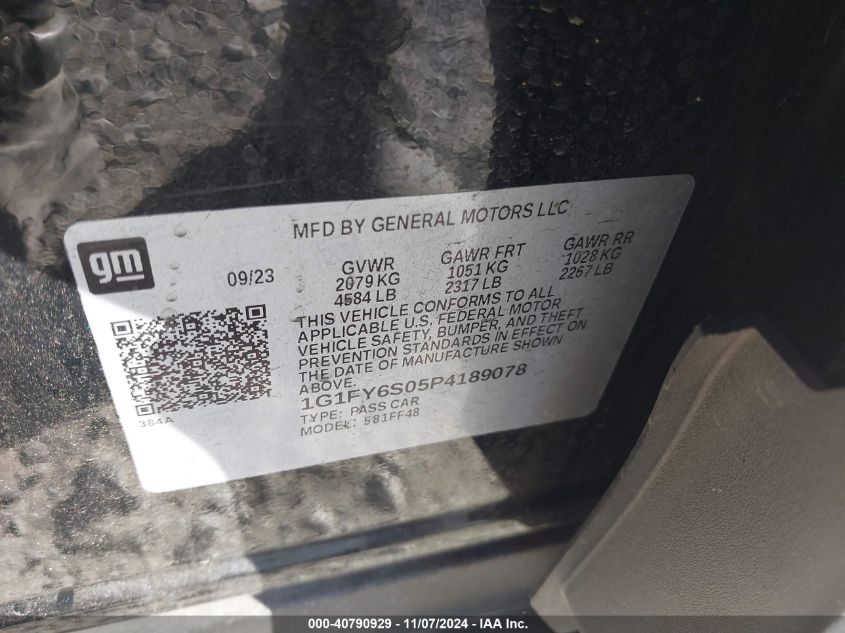 MFD BY GENERAL MOTORS LLC
gm
09/23 GVWR GAWR FRT GAWR RR
2079 KG 1051 KG 1028 KG
4584 LB 2317 LB 2267 LB
THIS VEHICLE CONFORMS TO ALL
APPLICABLE U.S. FEDERAL MOTOR
VEHICLE SAFETY, BUMPER, AND THEFT
PREVENTION STANDARDS IN EFFECT ON
THE DATE OF MANUFACTURE SHOWN
ABOVE.
1G1FY6S05P4189078
TYPE: PASS CAR
MODEL: 581FF48
384A
000-40790929 - 11/07/2024 - 1G1FY6S05P4189078